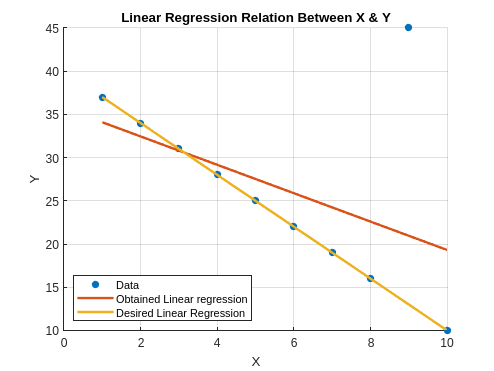 Linear Regression Relation Between X & Y
45
40
35
30
25
20
15
10
Y
Data
Obtained Linear regression
Desired Linear Regression
0 2 4 6 8 10
X